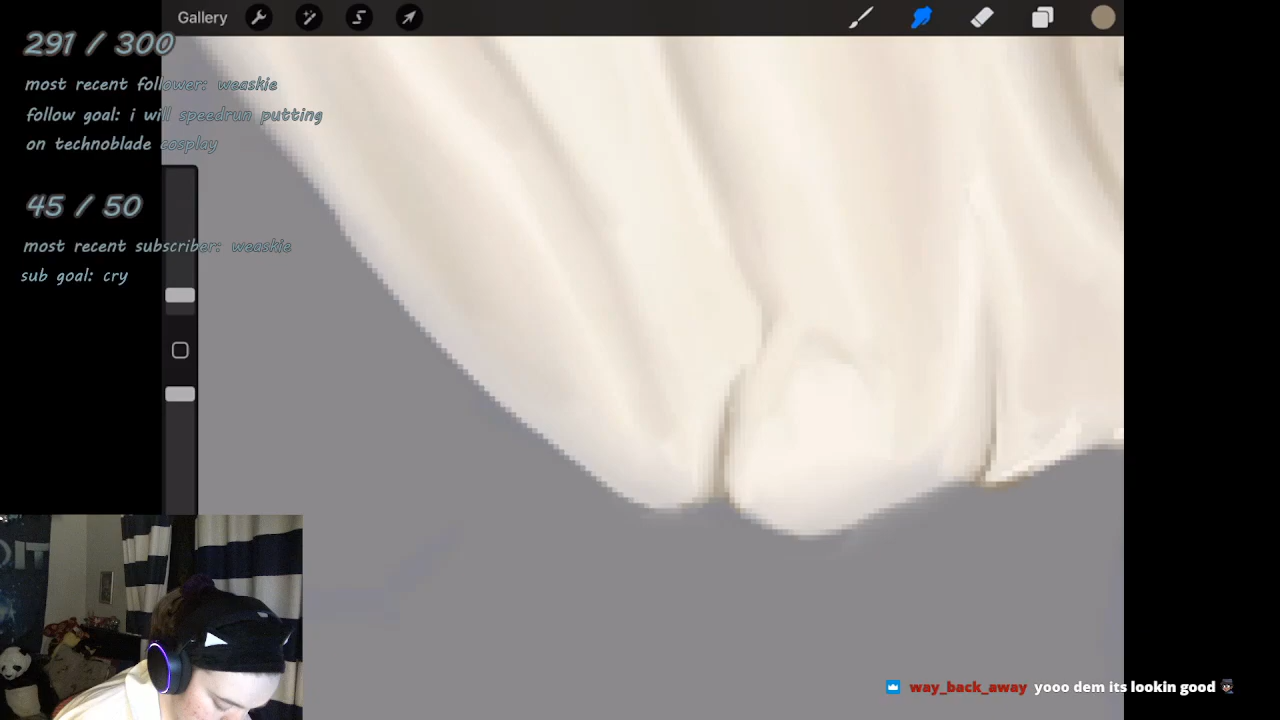 Gallery
291 / 300
most recent follower: weaskie
follow goal: i will speedrun putting
on technoblade cosplay
45 / 50
most recent subscriber: weaskie
sub goal: cry
way_back_away yooo dem its lookin good